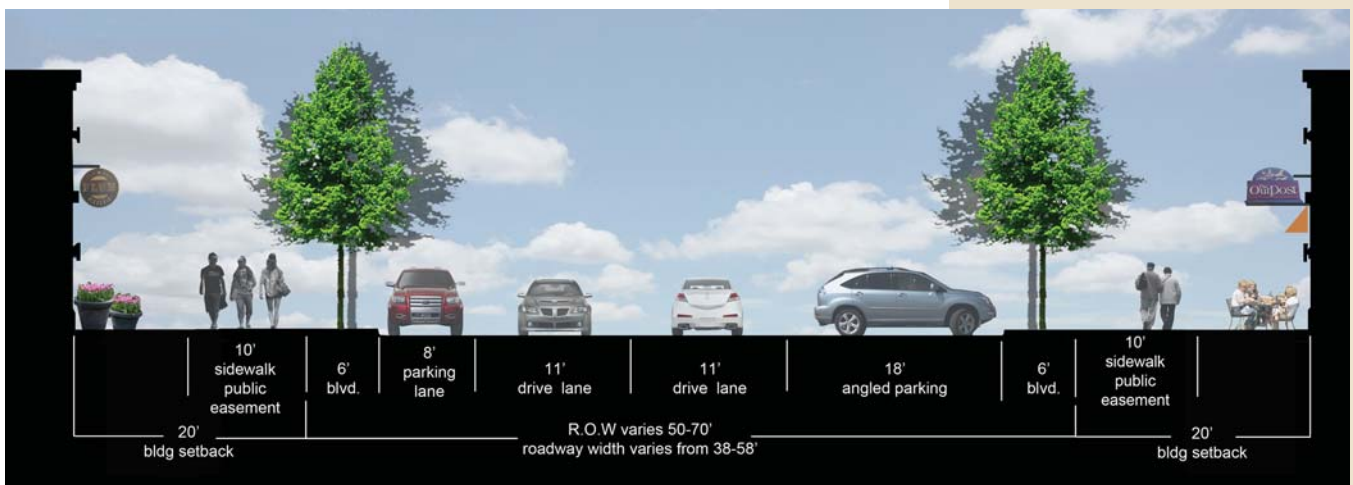 PLUM
OutPost
10'
sidewalk
public
easement
6'
blvd.
8'
parking
lane
11'
drive lane
11'
drive lane
18'
angled parking
6'
blvd.
10'
sidewalk
public
easement
20'
bldg setback
R.O.W varies 50-70'
roadway width varies from 38-58'
20'
bldg setback